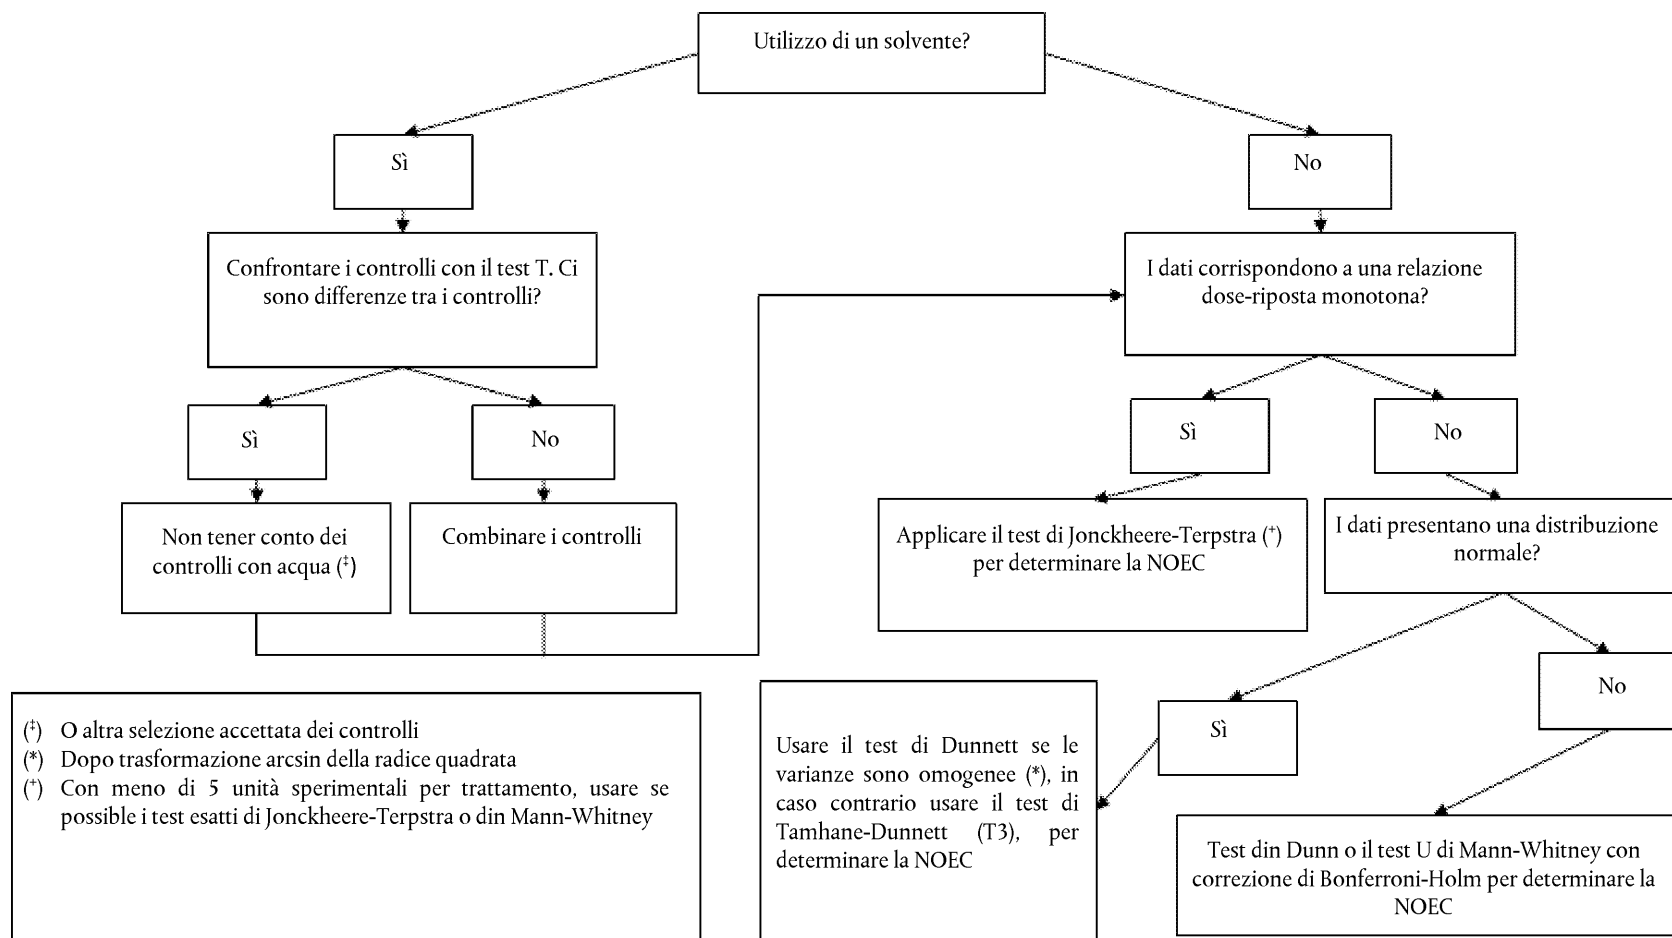 Utilizzo di un solvente?
Sì
No
Confrontare i controlli con il test T. Ci
sono differenze tra i controlli?
I dati corrispondono a una relazione
dose-riposta monotona?
Sì
No
Sì
No
Non tener conto dei
controlli con acqua (‡)
Combinare i controlli
Applicare il test di Jonckheere-Terpstra (⁺)
per determinare la NOEC
I dati presentano una distribuzione
normale?
Sì
No
(‡) O altra selezione accettata dei controlli
(*) Dopo trasformazione arcsin della radice quadrata
(⁺) Con meno di 5 unità sperimentali per trattamento, usare se
possible i test esatti di Jonckheere-Terpstra o din Mann-Whitney
Usare il test di Dunnett se le
varianze sono omogenee (*), in
caso contrario usare il test di
Tamhane-Dunnett (T3), per
determinare la NOEC
Test din Dunn o il test U di Mann-Whitney con
correzione di Bonferroni-Holm per determinare la
NOEC